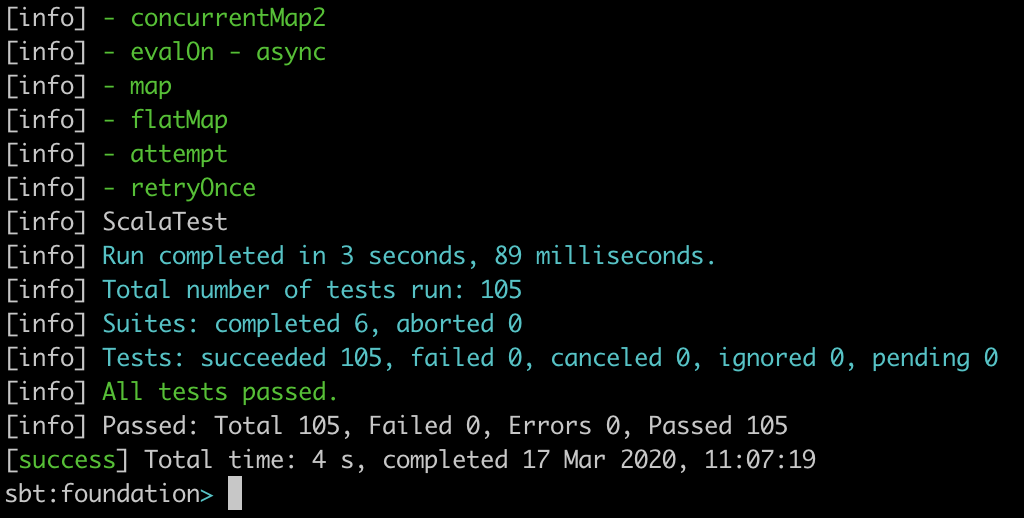 [info] - concurrentMap2
[info] - evalOn - async
[info] - map
[info] - flatMap
[info] - attempt
[info] - retryOnce
[info] ScalaTest
[info] Run completed in 3 seconds, 89 milliseconds.
[info] Total number of tests run: 105
[info] Suites: completed 6, aborted 0
[info] Tests: succeeded 105, failed 0, canceled 0, ignored 0, pending 0
[info] All tests passed.
[info] Passed: Total 105, Failed 0, Errors 0, Passed 105
[success] Total time: 4 s, completed 17 Mar 2020, 11:07:19
sbt:foundation>